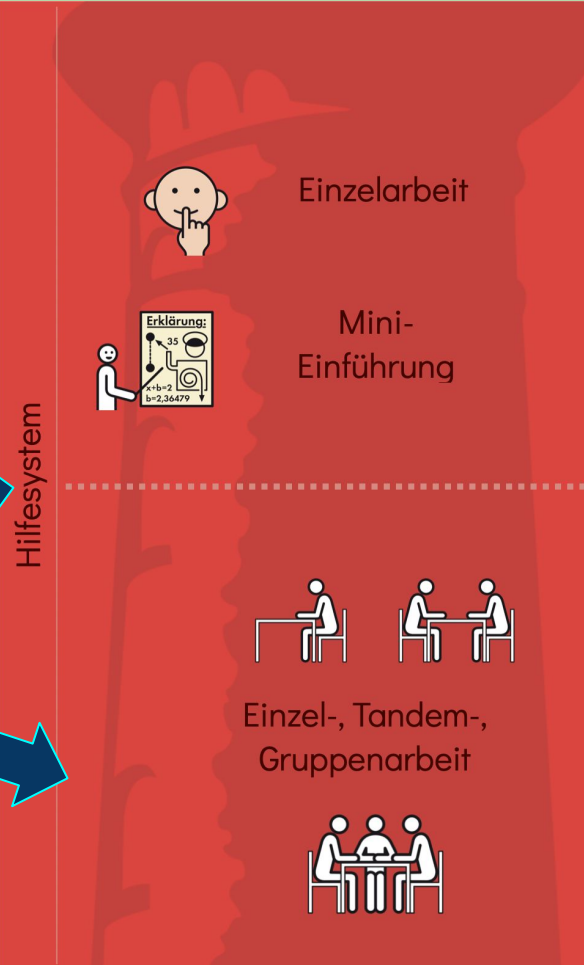 Einzelarbeit
Erklärung:
35
x+b=2
b=2,36479
Mini-
Einführung
Hilfesystem
Einzel-, Tandem-,
Gruppenarbeit